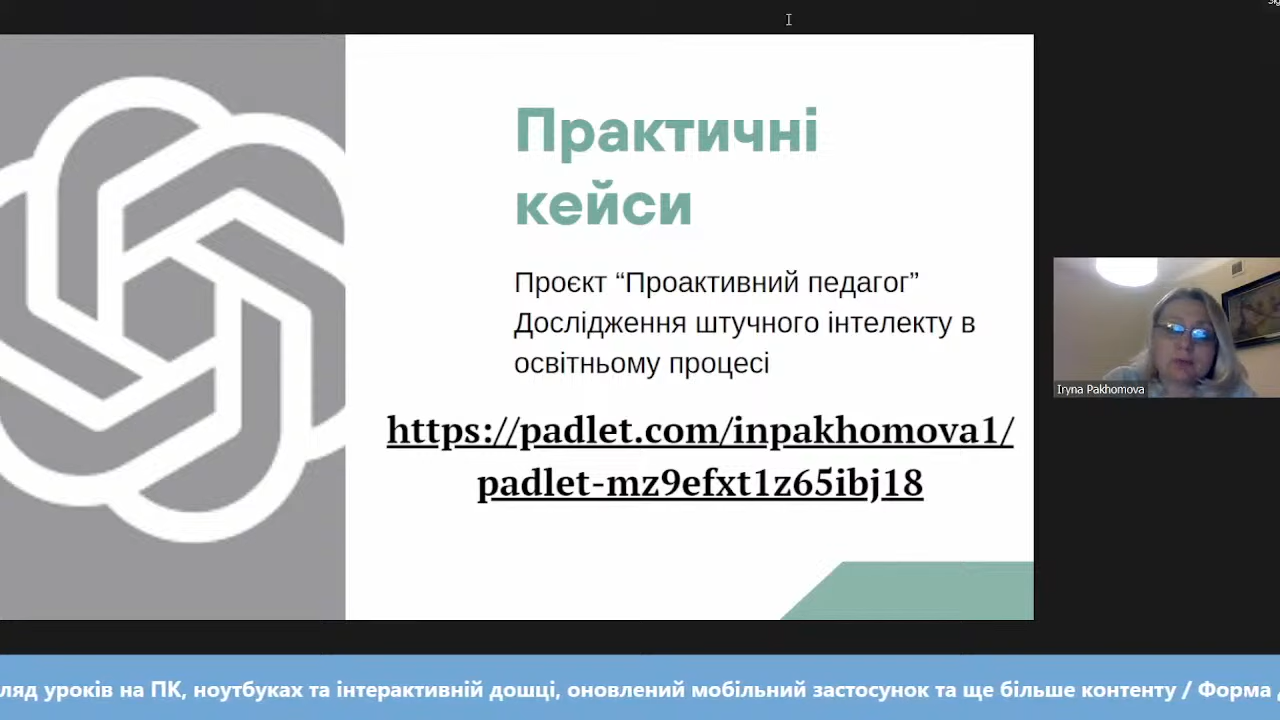 Практичні
кейси
Проєкт “Проактивний педагог”
Дослідження штучного інтелекту в
освітньому процесі
https://padlet.com/inpakhomova1/
padlet-mz9efxt1z65ibj18
Iryna Pakhomova
уроків на ПК, ноутбуках та інтерактивній дошці, оновлений мобільний застосунок та ще більше контенту / Форма